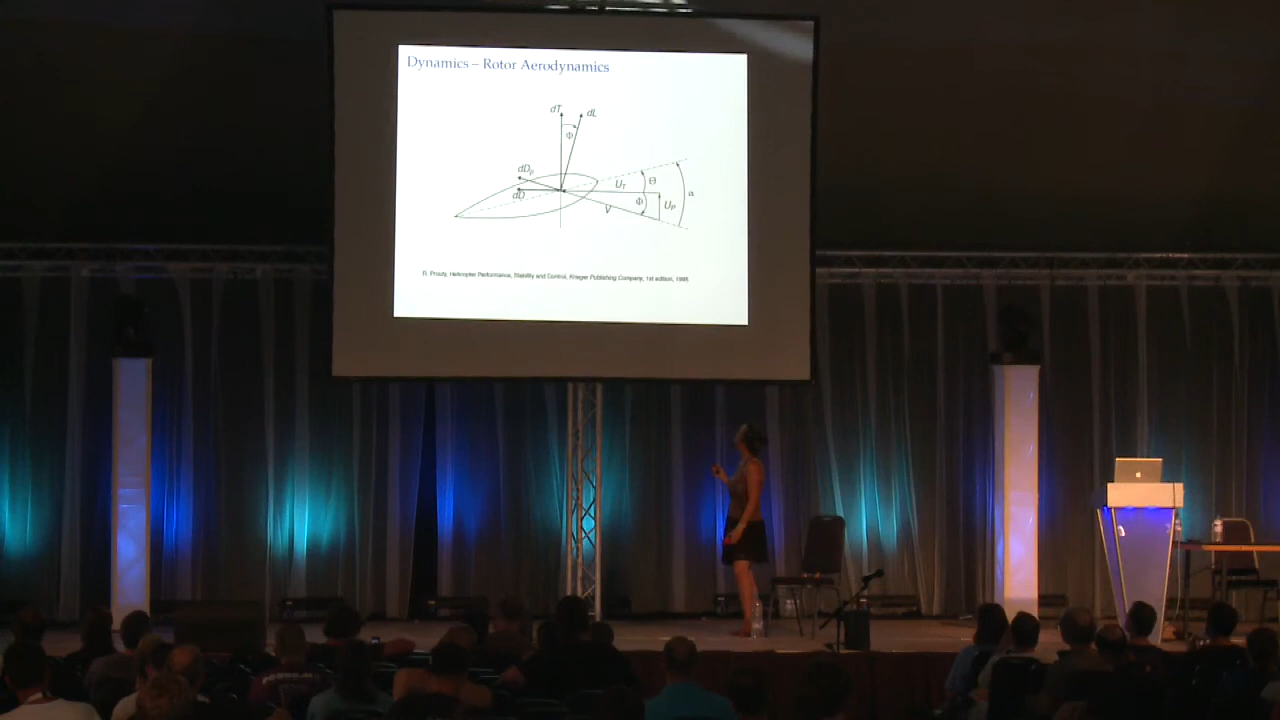 Dynamics – Rotor Aerodynamics
dT
dL
Φ
dDp
dD
UT
Θ
Φ
α
UP
V
R. Prouty, Helicopter Performance, Stability and Control, Krieger Publishing Company, 1st edition, 1995